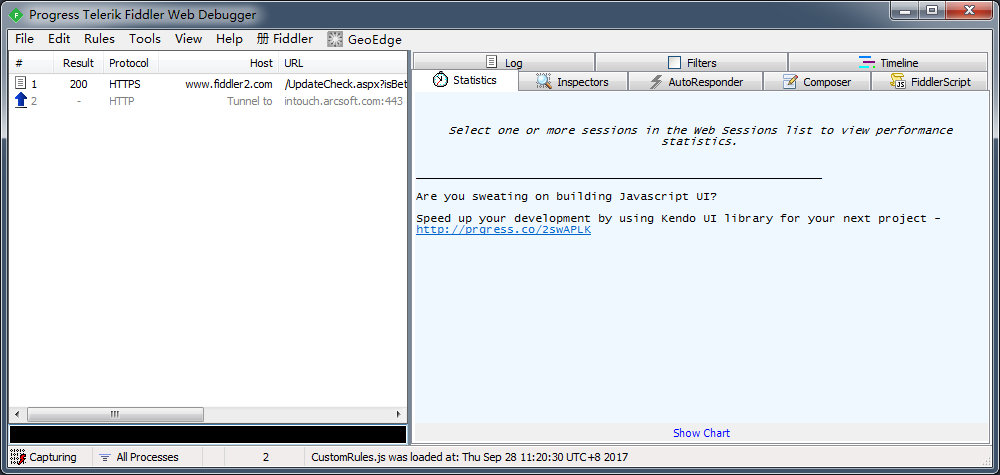 Progress Telerik Fiddler Web Debugger
File Edit Rules Tools View Help 册 Fiddler GeoEdge
# Result Protocol Host URL
1 200 HTTPS www.fiddler2.com /UpdateCheck.aspx?isBet
2 - HTTP Tunnel to intouch.arcsoft.com:443
Log Filters Timeline
Statistics Inspectors AutoResponder Composer FiddlerScript
Select one or more sessions in the Web Sessions list to view performance
statistics.
Are you sweating on building Javascript UI?
Speed up your development by using Kendo UI library for your next project -
http://prgress.co/2swAPLK
Show Chart
Capturing All Processes 2 CustomRules.js was loaded at: Thu Sep 28 11:20:30 UTC+8 2017